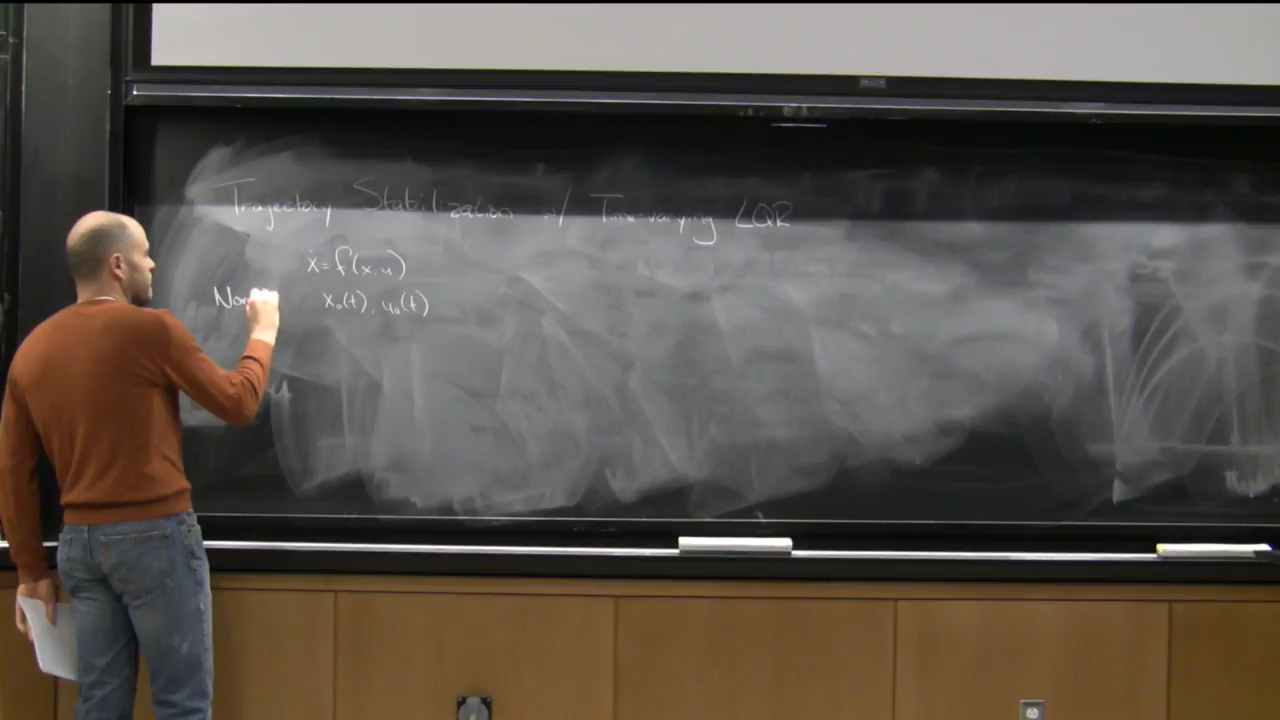 Trajectory Stabilization w/ Time-varying LQR
ẋ = f(x,u)
x₀(t), u₀(t)